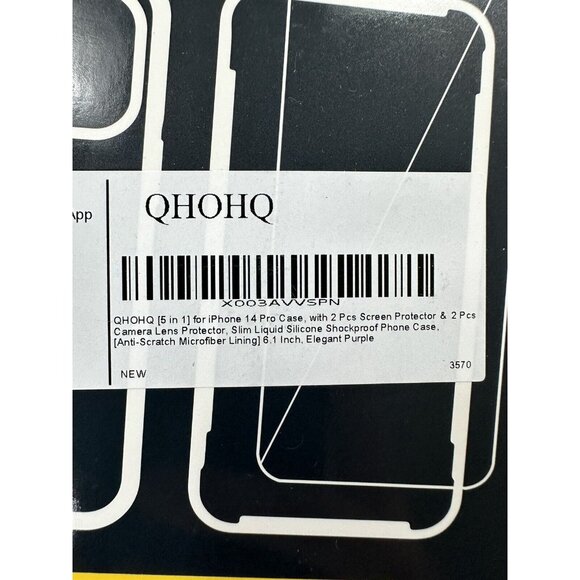 App
QHOHQ
X003AVVSPN
QHOHQ [5 in 1] for iPhone 14 Pro Case, with 2 Pcs Screen Protector & 2 Pcs
Camera Lens Protector, Slim Liquid Silicone Shockproof Phone Case,
[Anti-Scratch Microfiber Lining] 6.1 Inch, Elegant Purple
NEW
3570